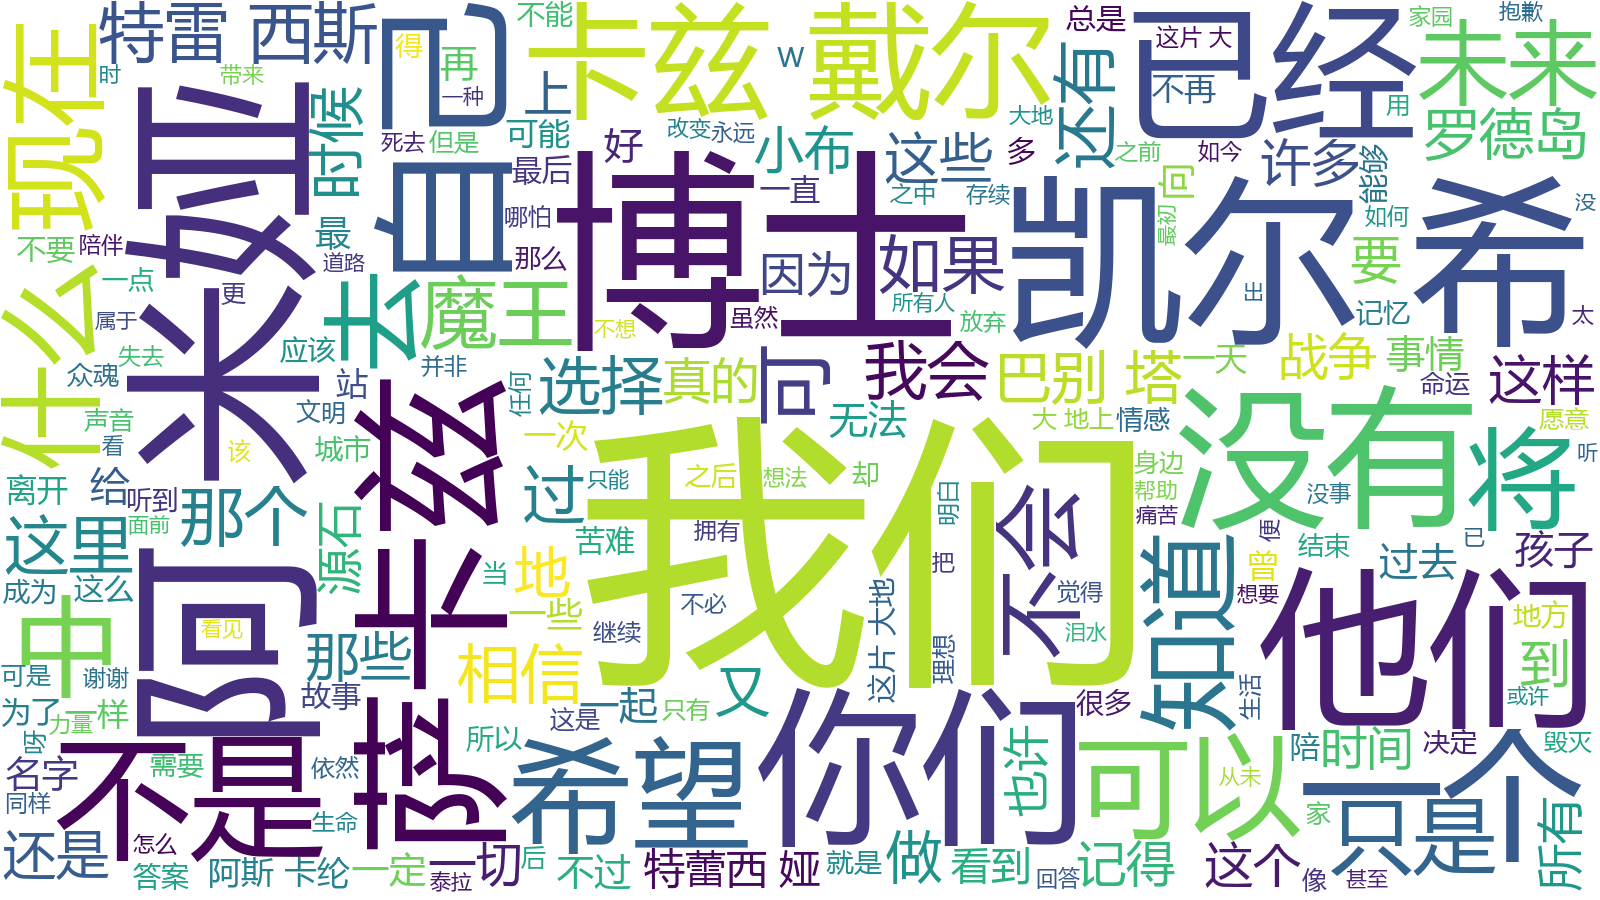 特雷 西斯
不能
卡兹 戴尔
总是
已经
家园
抱歉
未来
现在
时
带来
得
再
一种
自己
上
W
还有
这片 大
不再
用
米娅
时候
死去
但是
可能
好
改变
永远
小布
这些
大地
多
之前
如今
许多
能够
罗德岛
最后
博士
一直
之中
存续
凯尔希
向
最初
如何
没
不要
陪伴
最
哪怕
那么
道路
因为
如果
要
一点
更
去
魔王
不想
虽然
所有人
放弃
出
记忆
太
什么
属于
失去
应该
并非
众魂
站
任何
选择
真的
可
我会
巴别 塔
一天
战争
事情
命运
这样
声音
文明
兹
无法
大 地上
情感
愿意
看
该
城市
一次
我们
没有
将
听
离开
给
听到
那个
过
只能
之后
想法
却
明白
不会
身边
帮助
痛苦
没事
面前
这里
源石
苦难
拥有
把
便
已
结束
过去
孩子
成为
这么
阿
卡
当
地
不必
这片 大地
觉得
知道
曾
想要
他们
地方
中
看见
那些
一些
继续
理想
泪水
到
可是
谢谢
相信
又
故事
一起
只有
这是
你们
很多
生活
或许
为了
力量
一样
呀
不是
莎
所以
希望
也许
可以
从未
陪
时间
决定
毁灭
名字
需要
依然
同样
生命
只是
个
家
所有
还是
怎么
答案
阿斯 卡纶
一定
一切
泰拉
后
不过
特蕾西 娅
就是
做
看到
回答
记得
这个
像
甚至